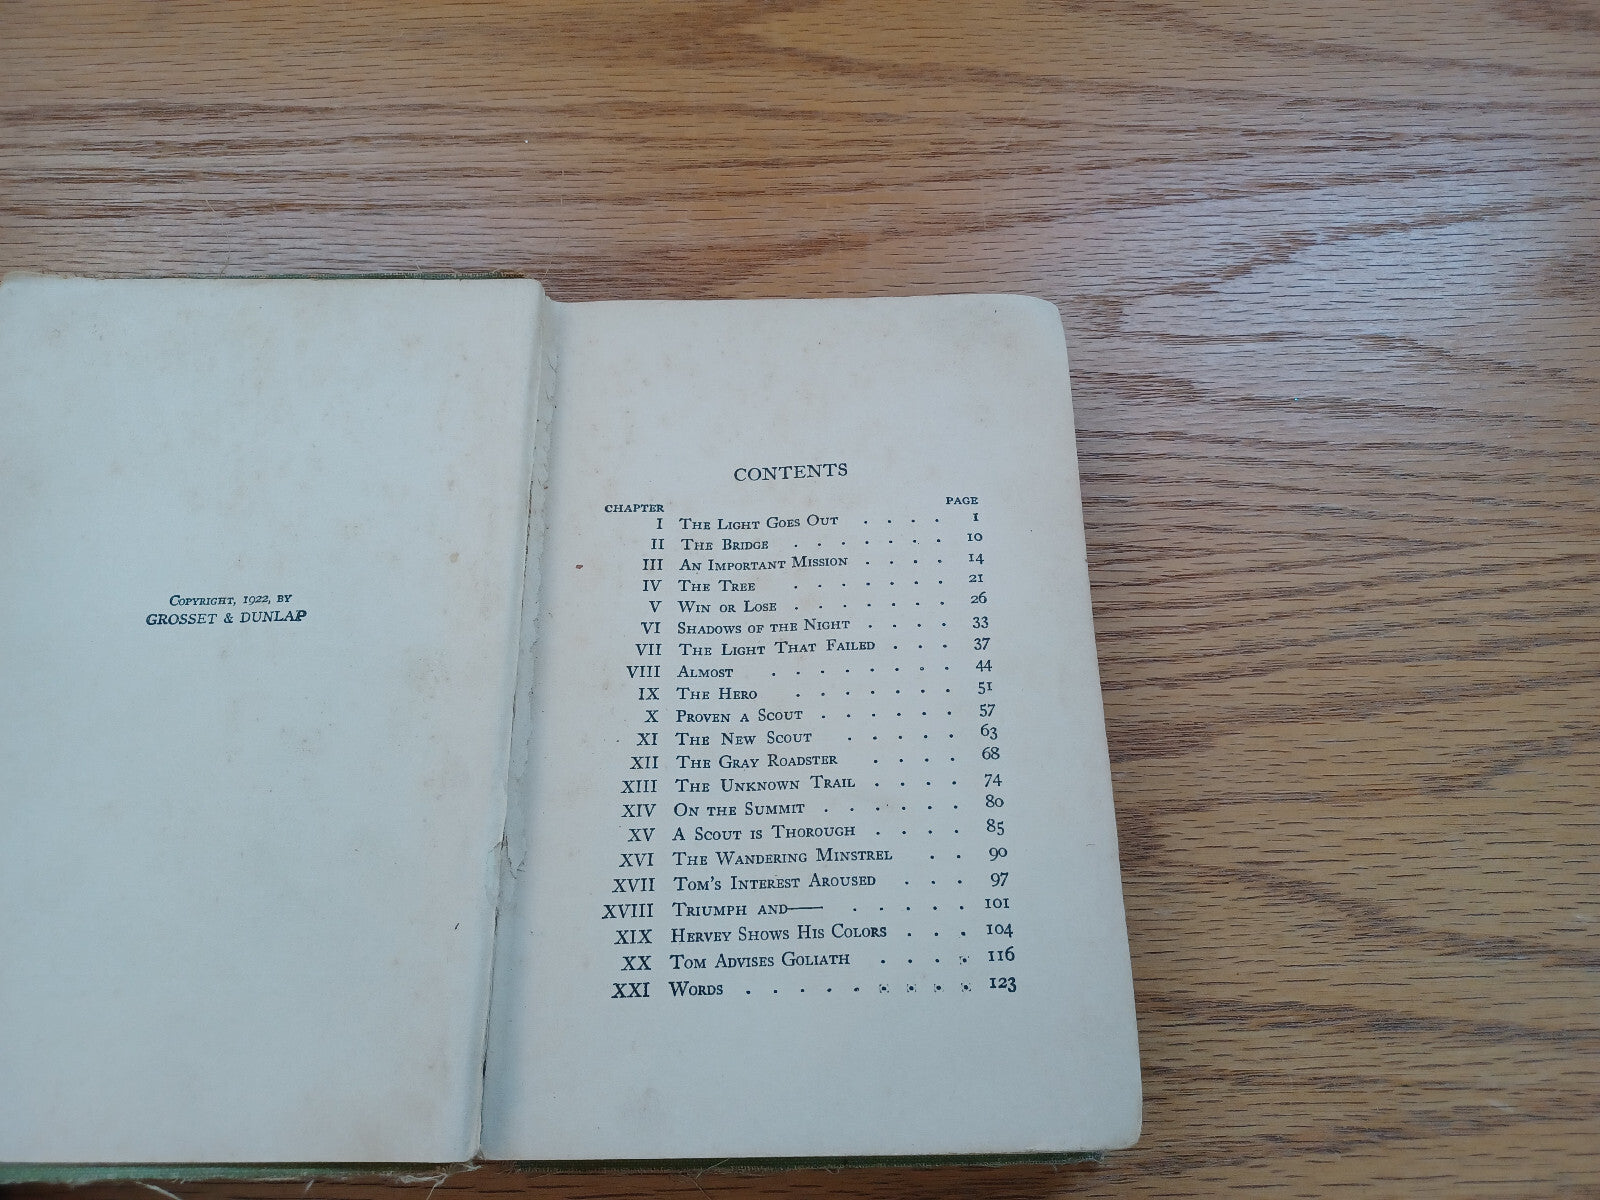 Copyright, 1922, by
GROSSET & DUNLAP
CONTENTS
CHAPTER PAGE
I The Light Goes Out . . . . 1
II The Bridge . . . . . . . 10
III An Important Mission . . . . 14
IV The Tree . . . . . . . 21
V Win or Lose . . . . . . . 26
VI Shadows of the Night . . . . 33
VII The Light That Failed . . . 37
VIII Almost . . . . . . . 44
IX The Hero . . . . . . . 51
X Proven a Scout . . . . . . 57
XI The New Scout . . . . . 63
XII The Gray Roadster . . . . 68
XIII The Unknown Trail . . . . 74
XIV On the Summit . . . . . . 80
XV A Scout is Thorough . . . . 85
XVI The Wandering Minstrel . . 90
XVII Tom's Interest Aroused . . . 97
XVIII Triumph and—— . . . . . 101
XIX Hervey Shows His Colors . . . 104
XX Tom Advises Goliath . . . . 116
XXI Words . . . . . . . . . 123